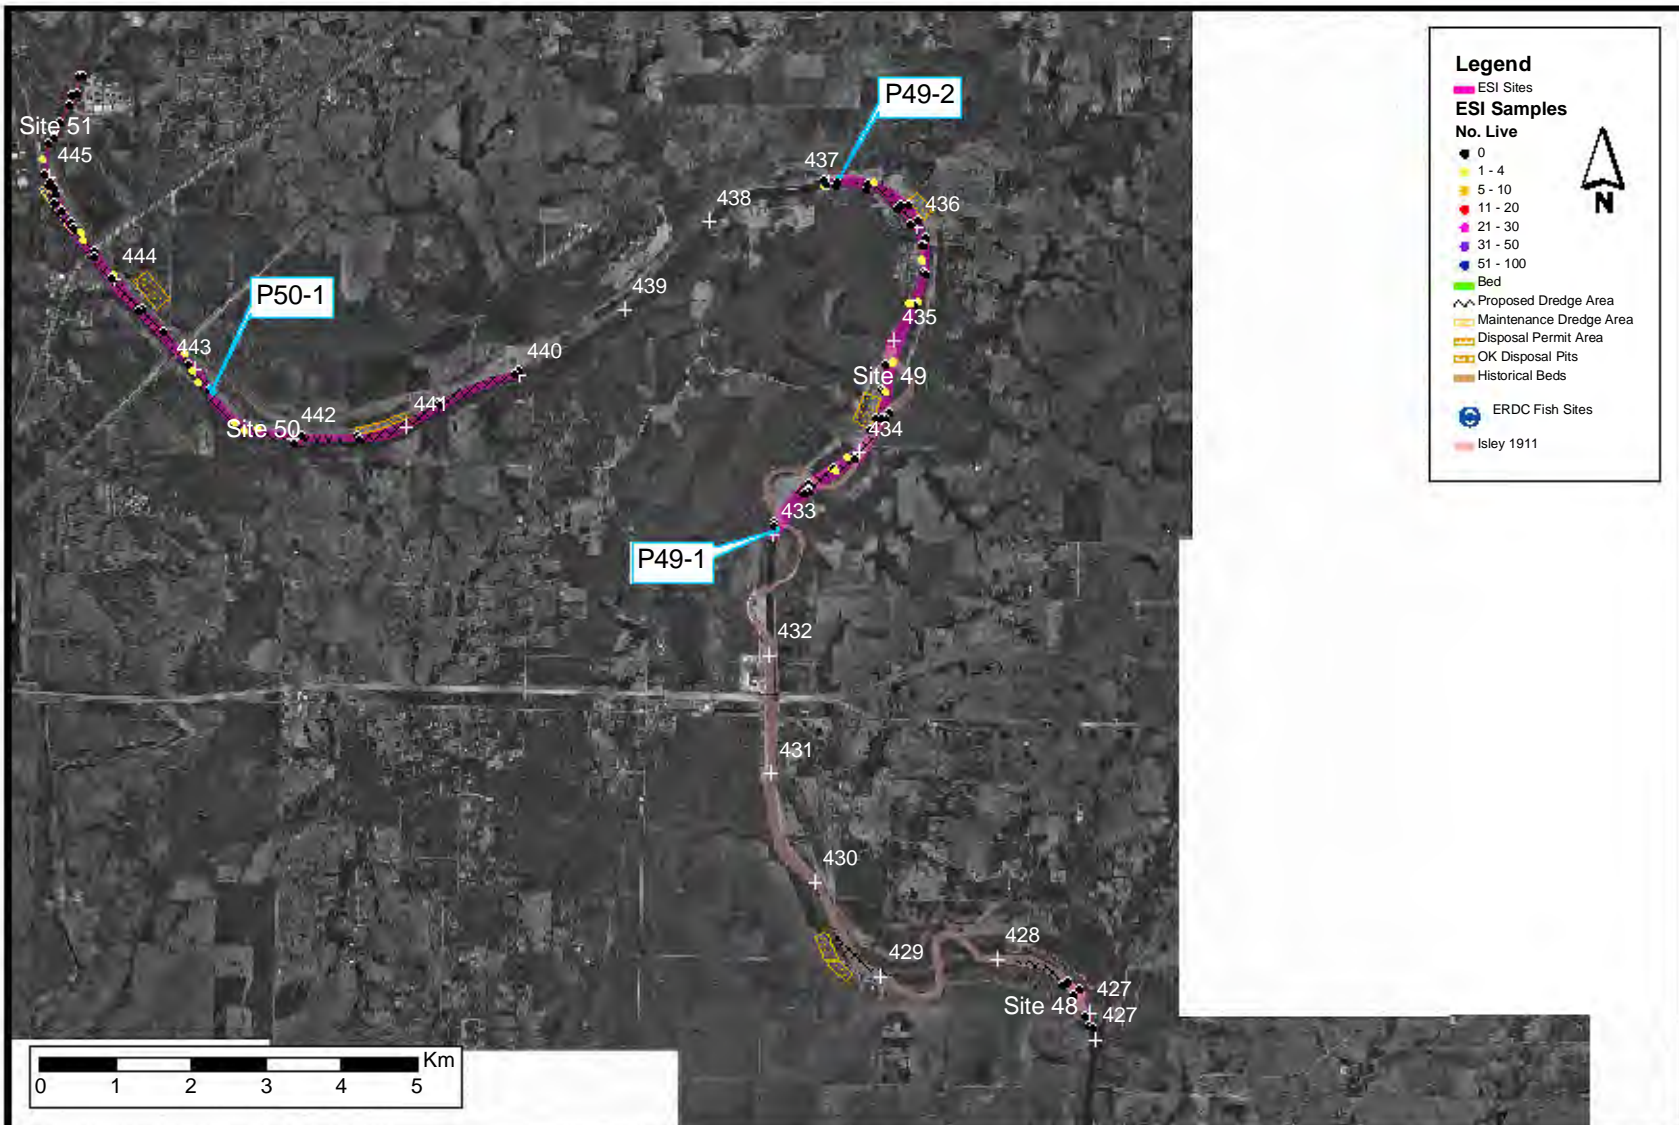 Legend
ESI Sites
ESI Samples
No. Live
0
1 - 4
5 - 10
11 - 20
21 - 30
31 - 50
51 - 100
Bed
Proposed Dredge Area
Maintenance Dredge Area
Disposal Permit Area
OK Disposal Pits
Historical Beds
ERDC Fish Sites
Isley 1911
N
P49-2
Site 51
445
437
438
436
444
P50-1
439
435
443
440
Site 49
441
442
Site 50
434
433
P49-1
432
431
430
429
428
427
Site 48
427
Km
0 1 2 3 4 5